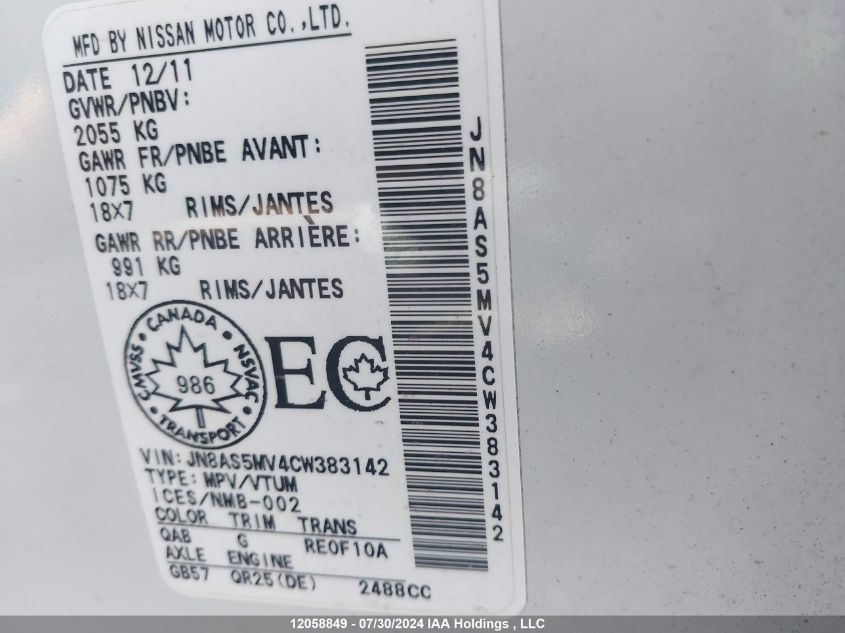 MFD BY NISSAN MOTOR CO.,LTD.
DATE 12/11
GVWR/PNBV:
2055 KG
GAWR FR/PNBE AVANT:
1075 KG
18X7 RIMS/JANTES
GAWR RR/PNBE ARRIÈRE:
991 KG
18X7 RIMS/JANTES
CANADA
CMVSS
986
NSVAC
TRANSPORT
EC
VIN: JN8AS5MV4CW383142
TYPE: MPV/VTUM
ICES/NMB-002
COLOR TRIM TRANS
QAB G RE0F10A
AXLE ENGINE
GB57 QR25(DE) 2488CC
JN8AS5MV4CW383142
12058849 - 07/30/2024 IAA Holdings , LLC